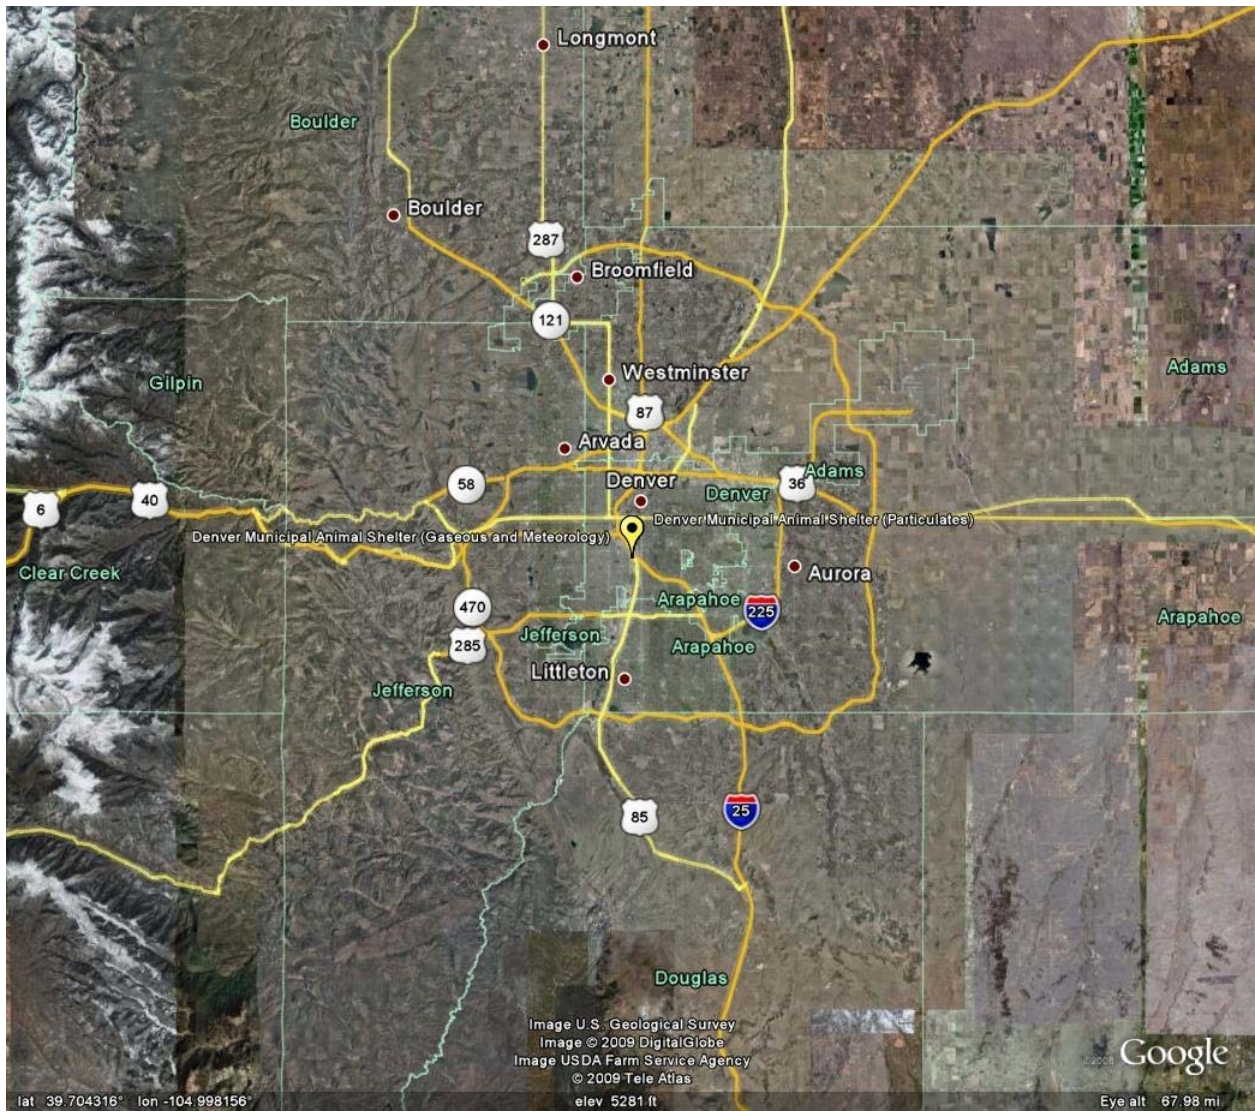 Longmont
Boulder
Boulder
287
Broomfield
121
Gilpin
Westminster
Adams
87
Arvada
58
Denver
36
Adams
Denver
6
40
Denver Municipal Animal Shelter (Particulates)
Denver Municipal Animal Shelter (Gaseous and Meteorology)
Clear Creek
Aurora
470
Arapahoe
225
Arapahoe
285
Jefferson
Arapahoe
Littleton
Jefferson
85
25
Douglas
Image U.S. Geological Survey
Image © 2009 DigitalGlobe
Image USDA Farm Service Agency
© 2009 Tele Atlas
©2008 Google
lat 39.704316° lon -104.998156° elev 5281 ft Eye alt 67.98 mi